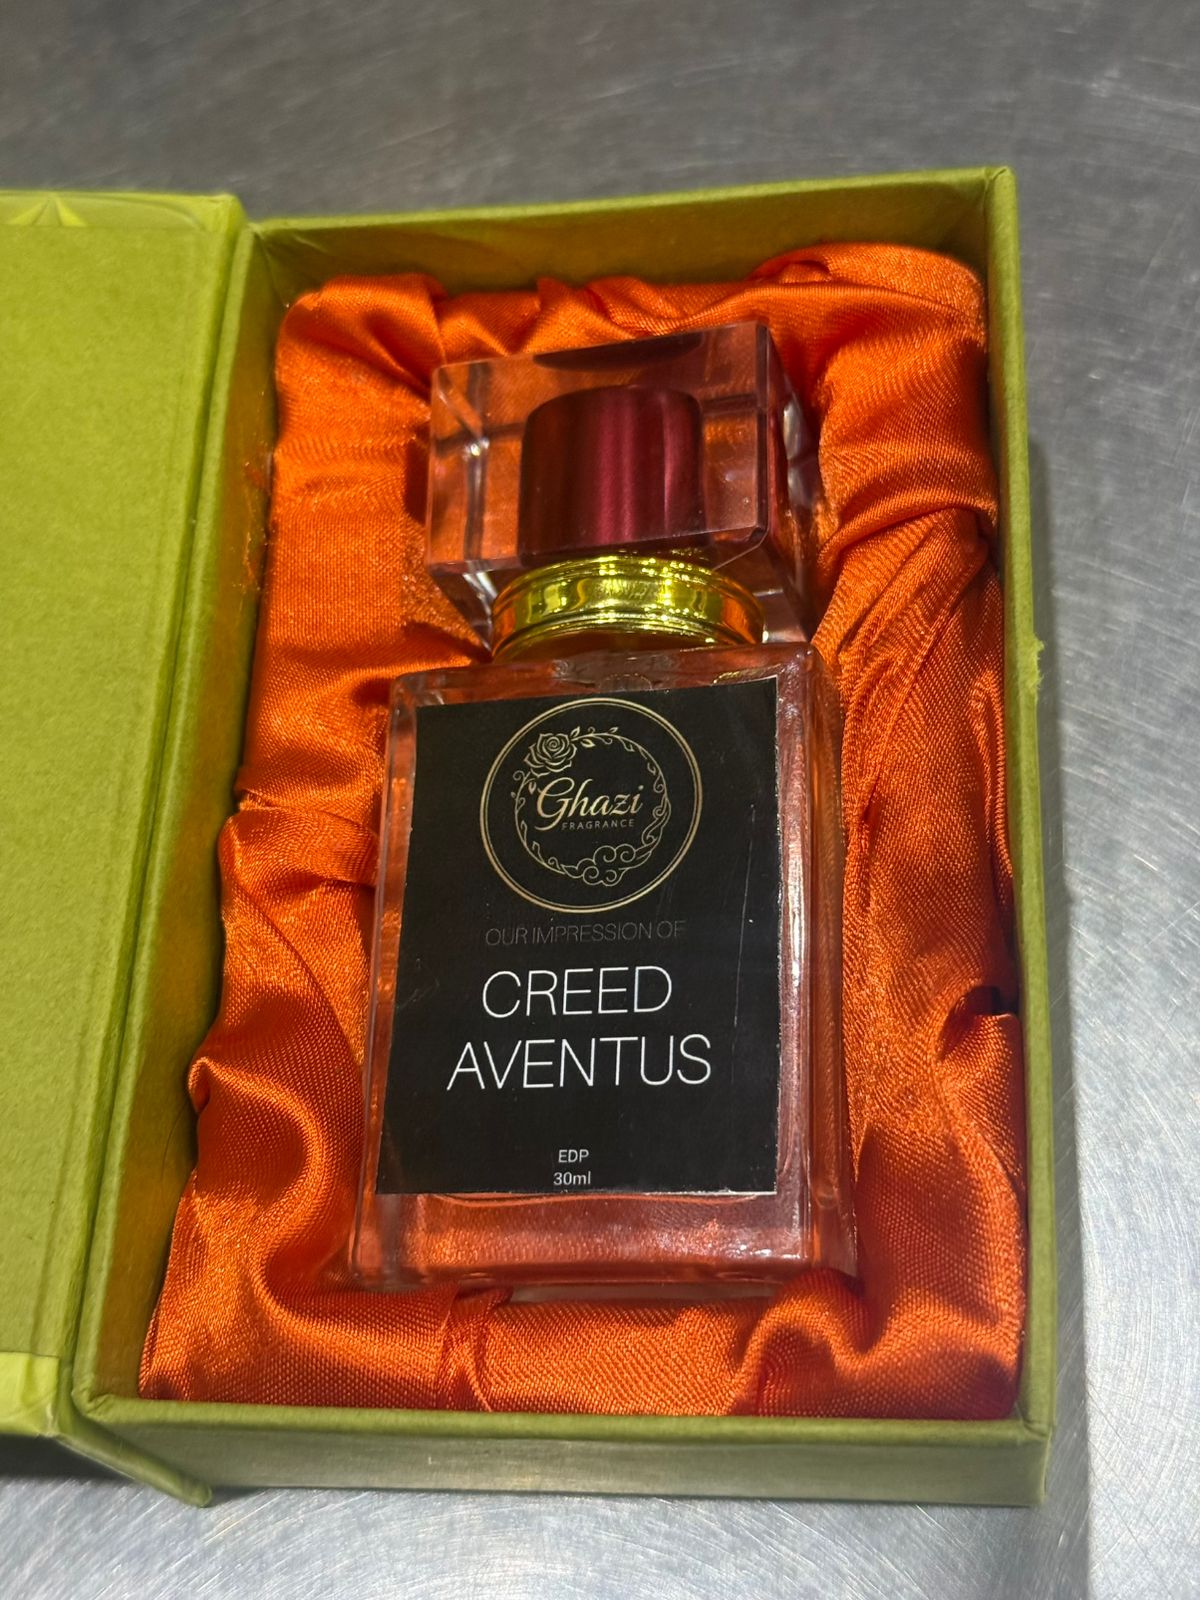 Ghazi
FRAGRANCE
OUR IMPRESSION OF
CREED
AVENTUS
EDP
30ml